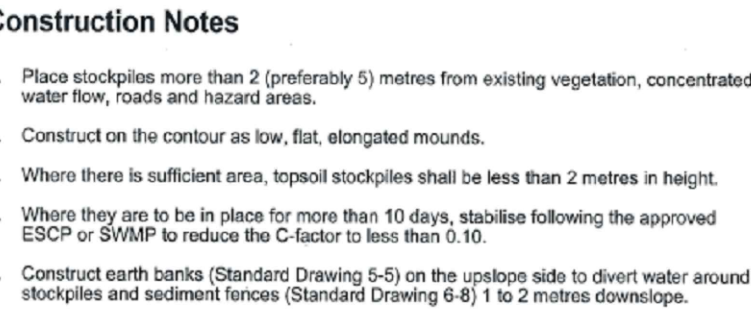 Construction Notes
Place stockpiles more than 2 (preferably 5) metres from existing vegetation, concentrated
water flow, roads and hazard areas.
Construct on the contour as low, flat, elongated mounds.
Where there is sufficient area, topsoil stockpiles shall be less than 2 metres in height.
Where they are to be in place for more than 10 days, stabilise following the approved
ESCP or SWMP to reduce the C-factor to less than 0.10.
Construct earth banks (Standard Drawing 5-5) on the upslope side to divert water around
stockpiles and sediment fences (Standard Drawing 6-8) 1 to 2 metres downslope.